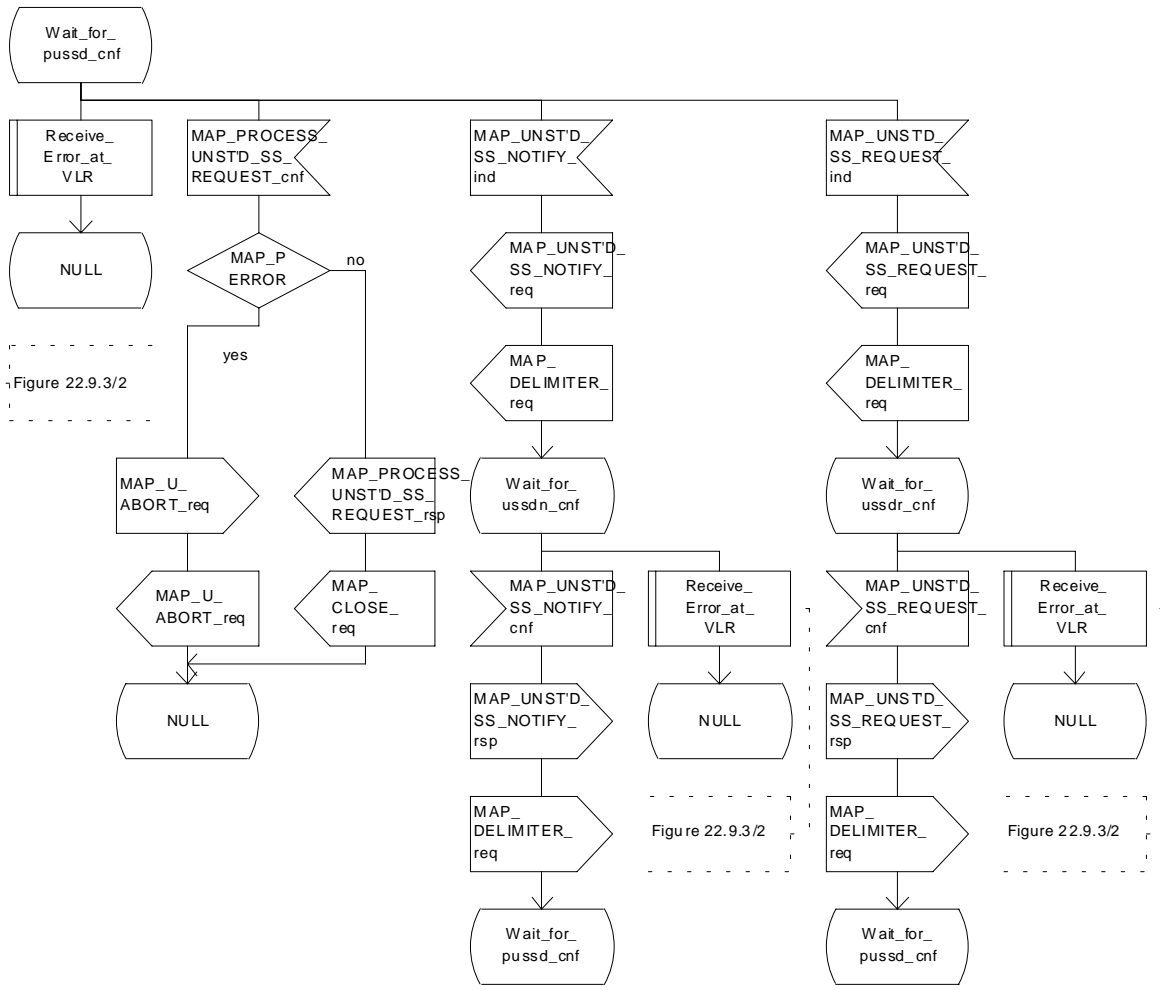 Wait_for_
pussd_cnf
Receive_
Error_at_
VLR
MAP_PROCESS_
UNST'D_SS_
REQUEST_cnf
MAP_UNST'D_
SS_NOTIFY_
ind
MAP_UNST'D_
SS_REQUEST_
ind
NULL
MAP_P
ERROR
no
yes
MAP_UNST'D_
SS_NOTIFY_
req
MAP_UNST'D_
SS_REQUEST_
req
Figure 22.9.3/2
MAP_
DELIMITER_
req
MAP_
DELIMITER_
req
MAP_U_
ABORT_req
MAP_PROCESS_
UNST'D_SS_
REQUEST_rsp
Wait_for_
ussdn_cnf
Wait_for_
ussdr_cnf
MAP_U_
ABORT_req
MAP_
CLOSE_
req
MAP_UNST'D_
SS_NOTIFY_
cnf
Receive_
Error_at_
VLR
MAP_UNST'D_
SS_REQUEST_
cnf
Receive_
Error_at_
VLR
NULL
MAP_UNST'D_
SS_NOTIFY_
rsp
NULL
MAP_UNST'D_
SS_REQUEST_
rsp
NULL
MAP_
DELIMITER_
req
Figure 22.9.3/2
MAP_
DELIMITER_
req
Figure 22.9.3/2
Wait_for_
pussd_cnf
Wait_for_
pussd_cnf